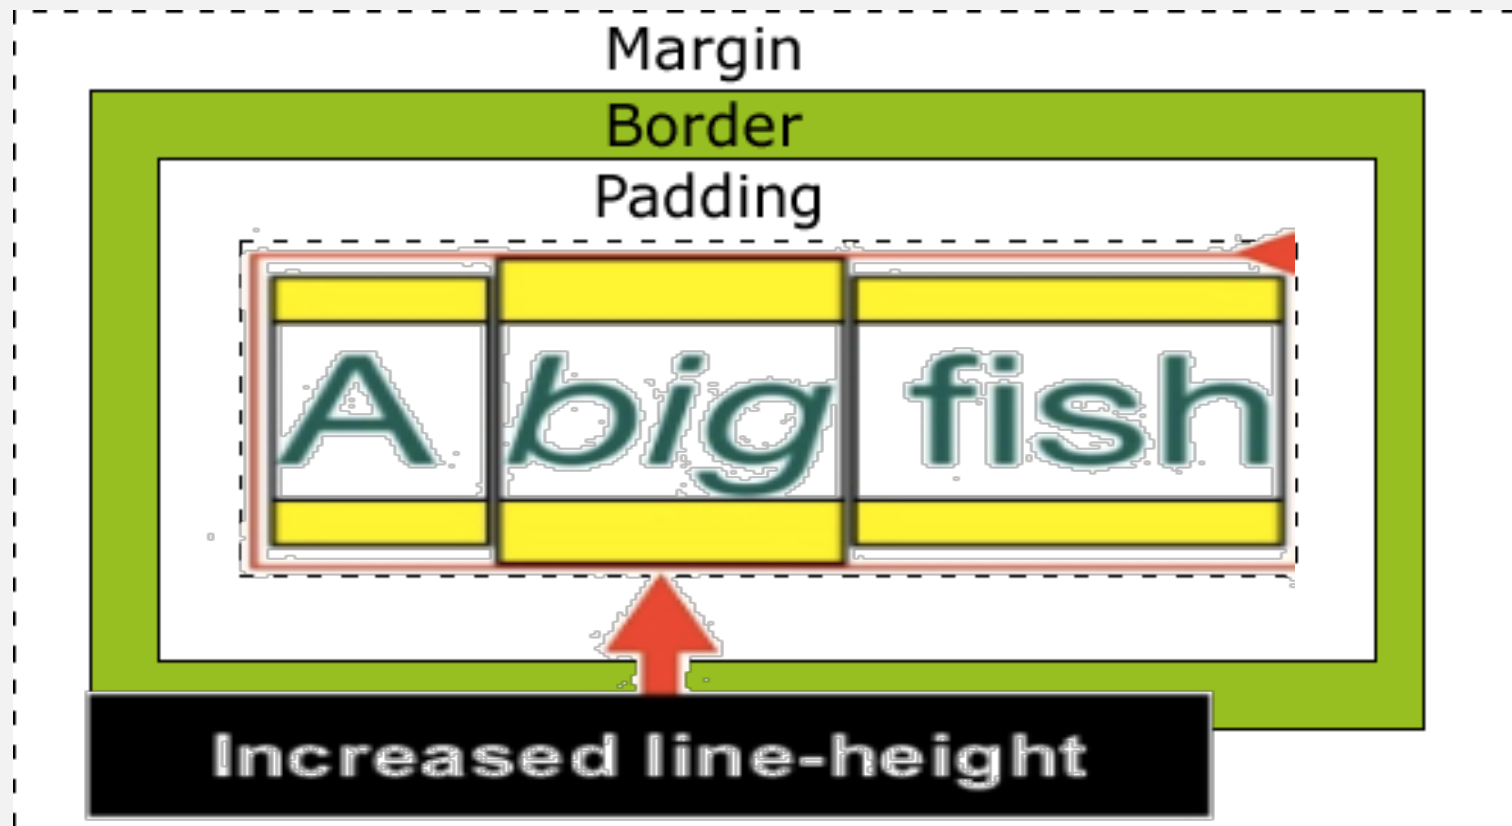 Margin
Border
Padding
A big fish
Increased line-height